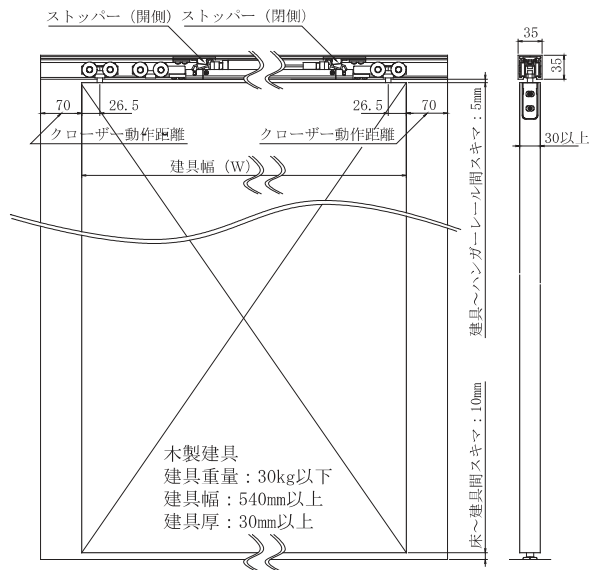 ストッパー（開側）
ストッパー（閉側）
35
35
70
26.5
26.5
70
クローザー動作距離
クローザー動作距離
30以上
建具幅（W）
建具～ハンガーレール間スキマ：5mm
木製建具
建具重量：30kg以下
建具幅：540mm以上
建具厚：30mm以上
床～建具間スキマ：10mm